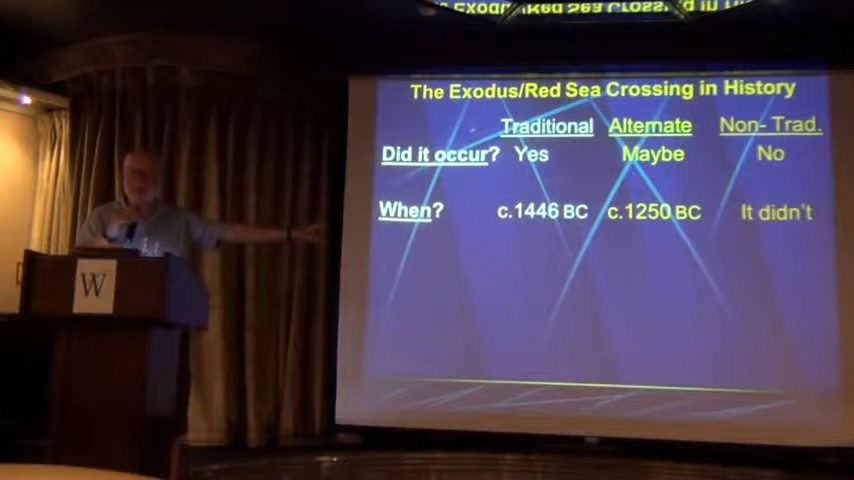 The Exodus/Red Sea Crossing in History
Traditional Alternate Non- Trad.
Did it occur? Yes Maybe No
When? c.1446 BC c.1250 BC It didn't
W